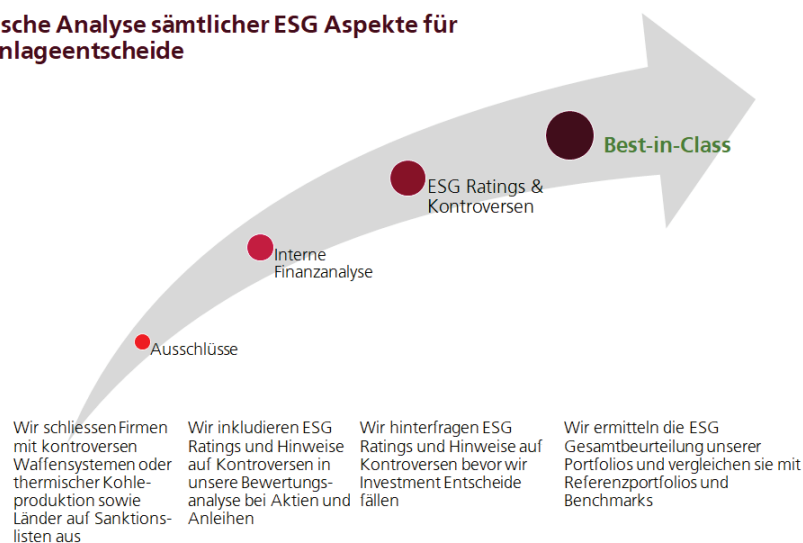 sche Analyse sämtlicher ESG Aspekte für
nlageentscheide
Best-in-Class
ESG Ratings &
Kontroversen
Interne
Finanzanalyse
Ausschlüsse
Wir schliessen Firmen
mit kontroversen
Waffensystemen oder
thermischer Kohle-
produktion sowie
Länder auf Sanktions-
listen aus
Wir inkludieren ESG
Ratings und Hinweise
auf Kontroversen in
unsere Bewertungs-
analyse bei Aktien und
Anleihen
Wir hinterfragen ESG
Ratings und Hinweise auf
Kontroversen bevor wir
Investment Entscheide
fällen
Wir ermitteln die ESG
Gesamtbeurteilung unserer
Portfolios und vergleichen sie mit
Referenzportfolios und
Benchmarks